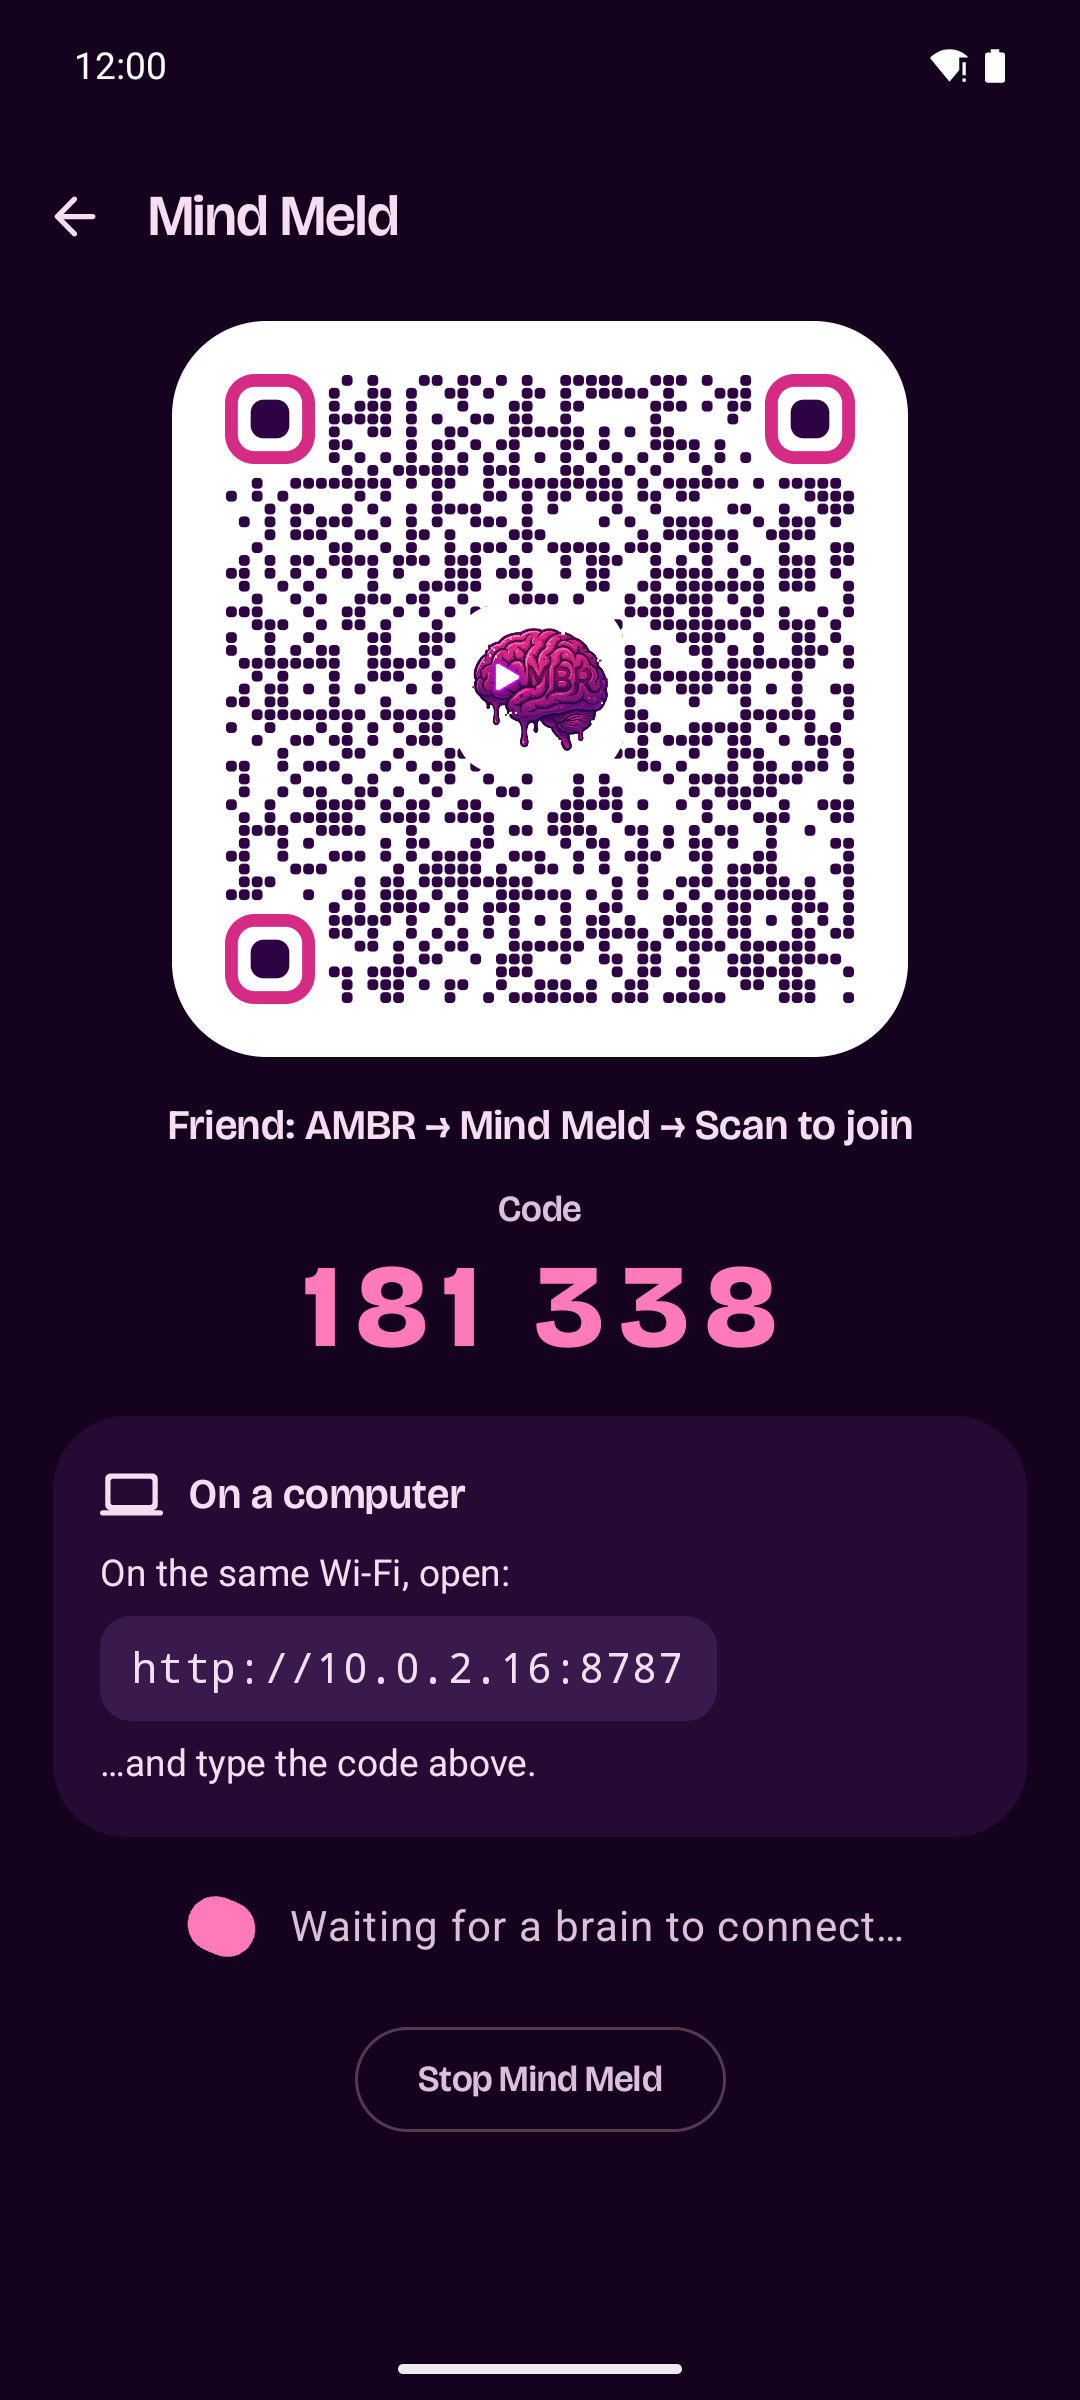 12:00
Mind Meld
MBR
Friend: AMBR → Mind Meld → Scan to join
Code
181 338
On a computer
On the same Wi-Fi, open:
http://10.0.2.16:8787
…and type the code above.
Waiting for a brain to connect…
Stop Mind Meld